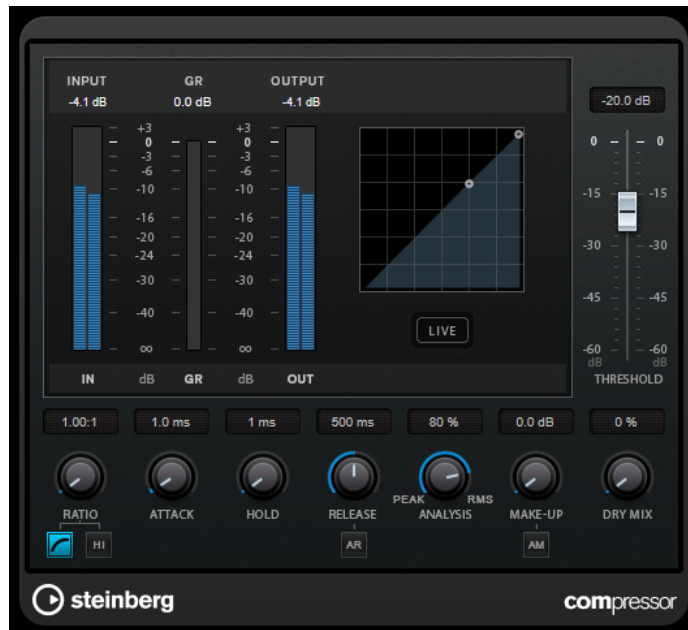 INPUT GR OUTPUT
-4.1 dB 0.0 dB -4.1 dB
-20.0 dB
+3 +3
0 0
-3 -3
-6 -6
-10 -10
-16 -16
-20 -20
-24 -24
-30 -30
-40 -40
∞ ∞
IN dB GR dB OUT
LIVE
0 0
-15 -15
-30 -30
-45 -45
-60 -60
dB dB
THRESHOLD
1.00:1 1.0 ms 1 ms 500 ms 80 % 0.0 dB 0 %
PEAK RMS
RATIO ATTACK HOLD RELEASE ANALYSIS MAKE-UP DRY MIX
HI AR AM
steinberg compressor